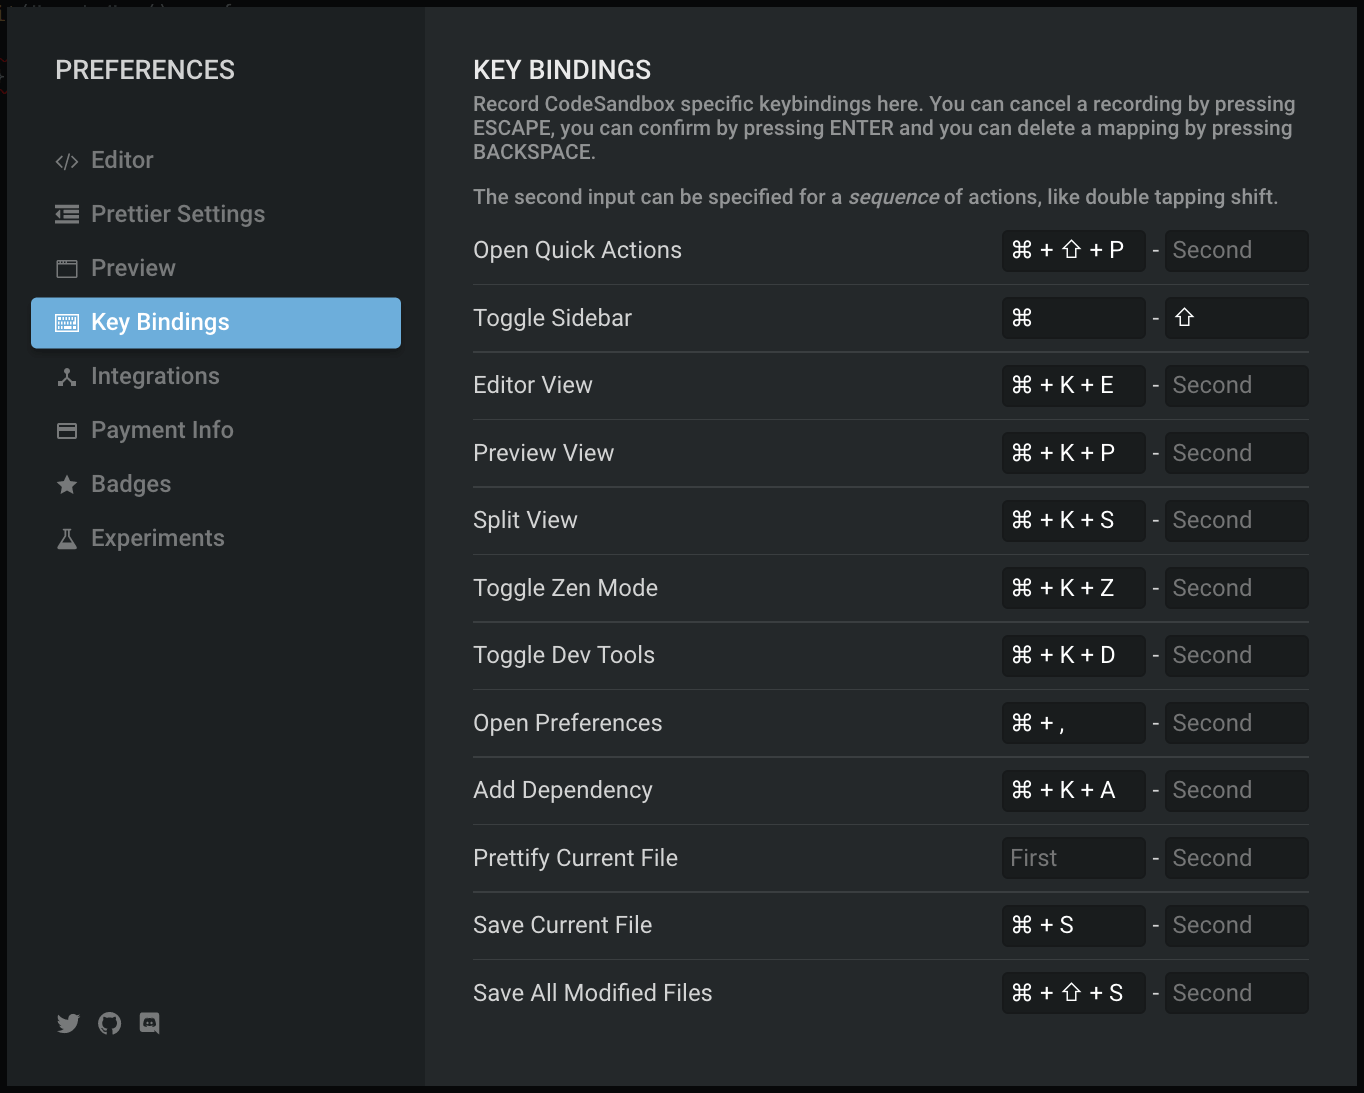 PREFERENCES
Editor
Prettier Settings
Preview
Key Bindings
Integrations
Payment Info
Badges
Experiments
KEY BINDINGS
Record CodeSandbox specific keybindings here. You can cancel a recording by pressing
ESCAPE, you can confirm by pressing ENTER and you can delete a mapping by pressing
BACKSPACE.
The second input can be specified for a sequence of actions, like double tapping shift.
Open Quick Actions ⌘ + ⇧ + P - Second
Toggle Sidebar ⌘ - ⇧
Editor View ⌘ + K + E - Second
Preview View ⌘ + K + P - Second
Split View ⌘ + K + S - Second
Toggle Zen Mode ⌘ + K + Z - Second
Toggle Dev Tools ⌘ + K + D - Second
Open Preferences ⌘ + , - Second
Add Dependency ⌘ + K + A - Second
Prettify Current File First - Second
Save Current File ⌘ + S - Second
Save All Modified Files ⌘ + ⇧ + S - Second